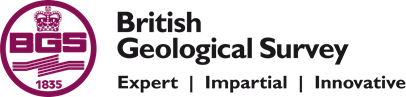 BGS
1835
British
Geological Survey
Expert | Impartial | Innovative